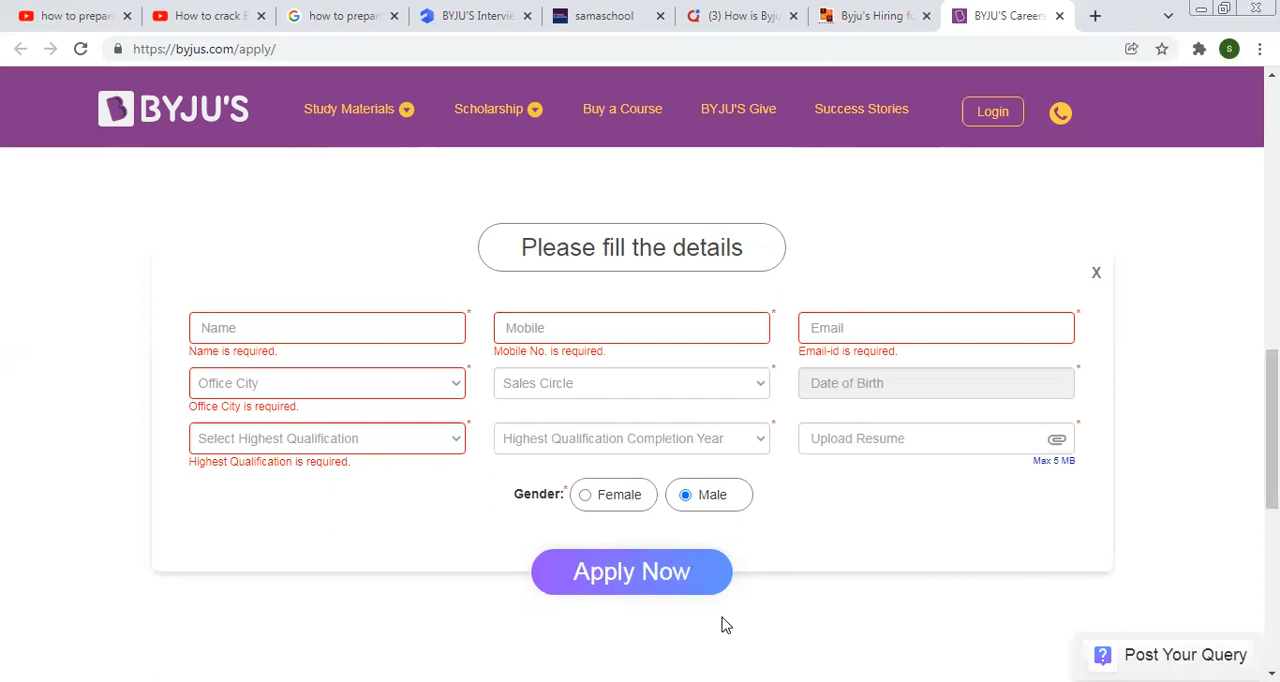 how to prepar
How to crack B
how to prepar
BYJU'S Intervie
samaschool
(3) How is Byju
Byju's Hiring fo
BYJU'S Careers
https://byjus.com/apply/
S
BYJU'S
Study Materials
Scholarship
Buy a Course
BYJU'S Give
Success Stories
Login
Please fill the details
X
Name *
Mobile *
Email *
Name is required.
Mobile No. is required.
Email-id is required.
Office City *
Sales Circle *
Date of Birth *
Office City is required.
Select Highest Qualification *
Highest Qualification Completion Year *
Upload Resume *
Highest Qualification is required.
Max 5 MB
Gender:* Female Male
Apply Now
? Post Your Query